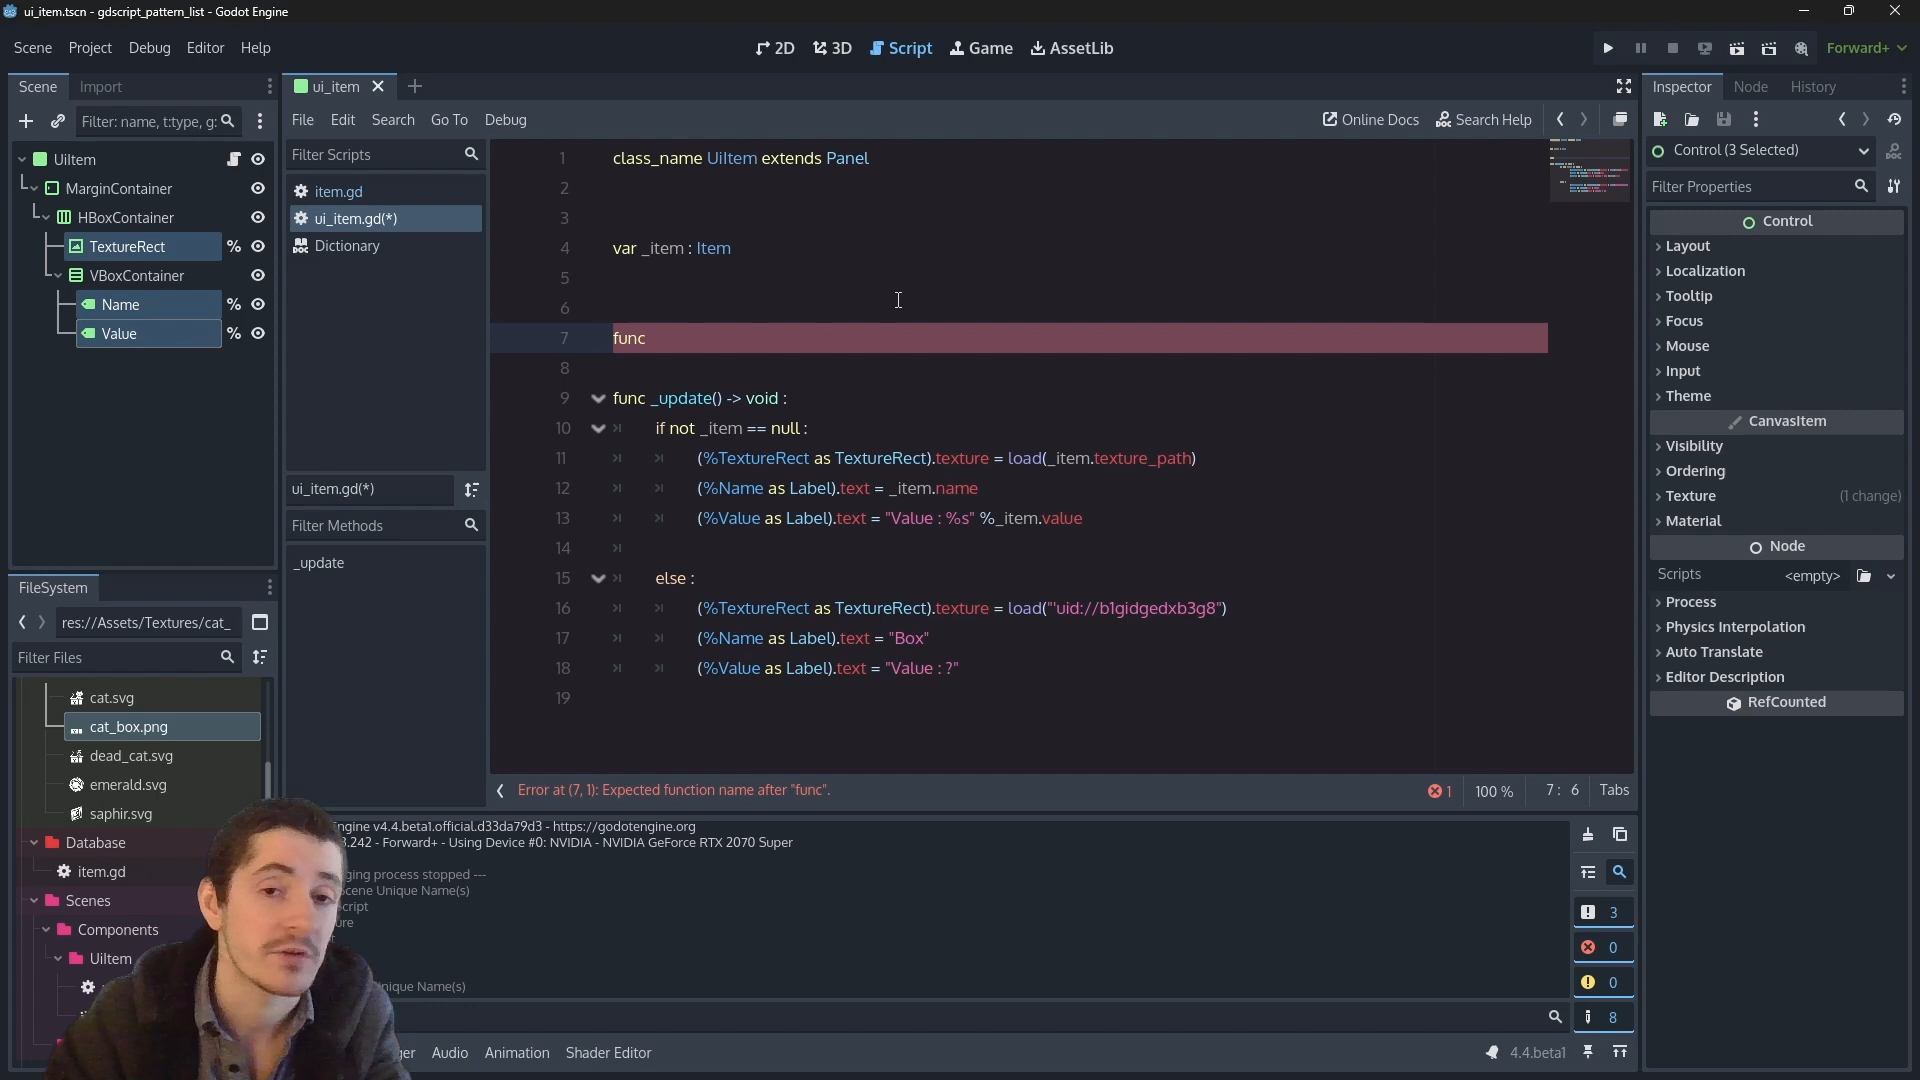 ui_item.tscn - gdscript_pattern_list - Godot Engine
Scene Project Debug Editor Help
2D 3D Script Game AssetLib
Forward+
Scene Import
Filter: name, t:type, g:
UiItem
MarginContainer
HBoxContainer
TextureRect %
VBoxContainer
Name %
Value %
FileSystem
res://Assets/Textures/cat_
Filter Files
cat.svg
cat_box.png
dead_cat.svg
emerald.svg
saphir.svg
Database
item.gd
Scenes
Components
UiItem
ui_item
File Edit Search Go To Debug
Online Docs Search Help
Filter Scripts
item.gd
ui_item.gd(*)
Dictionary
ui_item.gd(*)
Filter Methods
_update
1 class_name UiItem extends Panel
2
3
4 var _item : Item
5
6
7 func
8
9 func _update() -> void :
10 if not _item == null :
11 (%TextureRect as TextureRect).texture = load(_item.texture_path)
12 (%Name as Label).text = _item.name
13 (%Value as Label).text = "Value : %s" %_item.value
14
15 else :
16 (%TextureRect as TextureRect).texture = load("'uid://b1gidgedxb3g8")
17 (%Name as Label).text = "Box"
18 (%Value as Label).text = "Value : ?"
19
Error at (7, 1): Expected function name after "func".
1 100 % 7 : 6 Tabs
ngine v4.4.beta1.official.d33da79d3 - https://godotengine.org
3.242 - Forward+ - Using Device #0: NVIDIA - NVIDIA GeForce RTX 2070 Super
ging process stopped ---
cene Unique Name(s)
cript
ure
nique Name(s)
3
0
0
8
ger Audio Animation Shader Editor
4.4.beta1
Inspector Node History
Control (3 Selected)
Filter Properties
Control
Layout
Localization
Tooltip
Focus
Mouse
Input
Theme
CanvasItem
Visibility
Ordering
Texture (1 change)
Material
Node
Scripts <empty>
Process
Physics Interpolation
Auto Translate
Editor Description
RefCounted